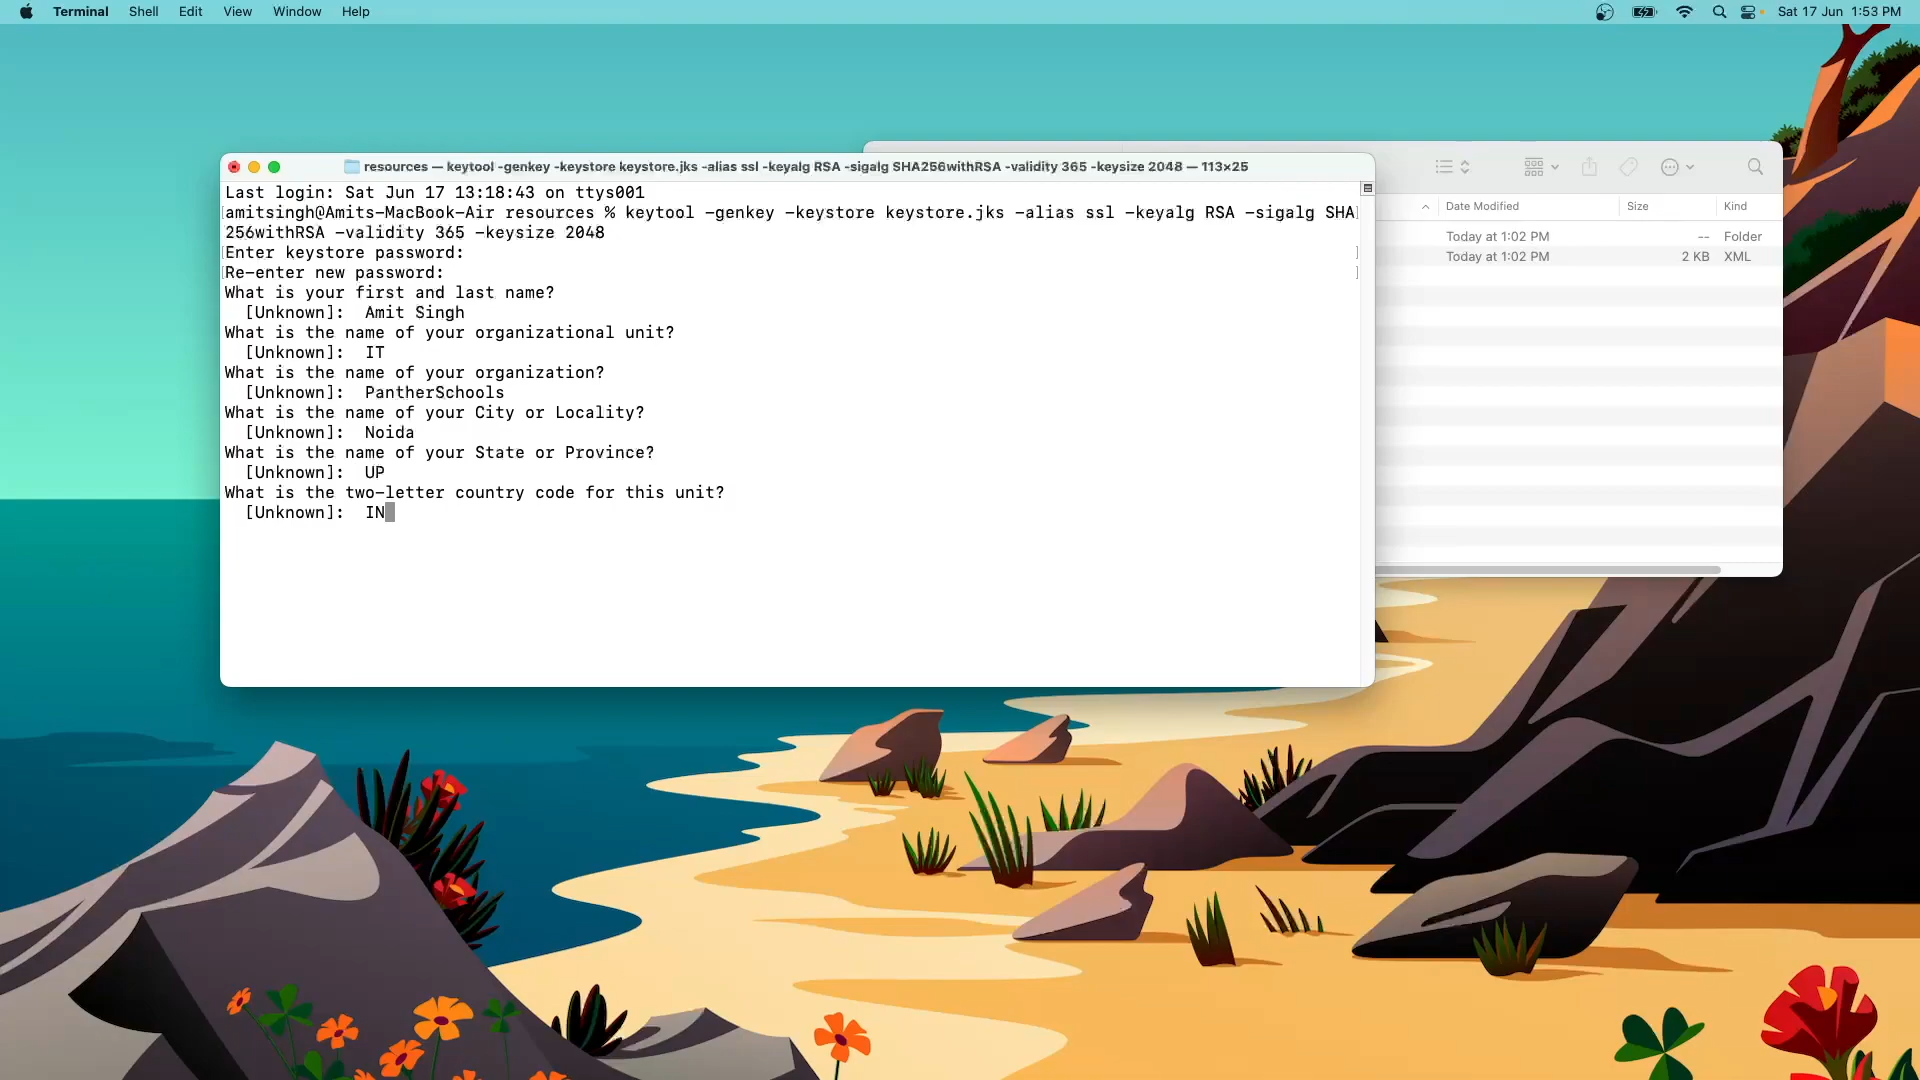 Terminal Shell Edit View Window Help Sat 17 Jun 1:53 PM
resources — keytool -genkey -keystore keystore.jks -alias ssl -keyalg RSA -sigalg SHA256withRSA -validity 365 -keysize 2048 — 113×25
Last login: Sat Jun 17 13:18:43 on ttys001
[amitsingh@Amits-MacBook-Air resources % keytool -genkey -keystore keystore.jks -alias ssl -keyalg RSA -sigalg SHA]
256withRSA -validity 365 -keysize 2048
[Enter keystore password: ]
[Re-enter new password: ]
What is your first and last name?
[Unknown]: Amit Singh
What is the name of your organizational unit?
[Unknown]: IT
What is the name of your organization?
[Unknown]: PantherSchools
What is the name of your City or Locality?
[Unknown]: Noida
What is the name of your State or Province?
[Unknown]: UP
What is the two-letter country code for this unit?
[Unknown]: IN
Date Modified Size Kind
Today at 1:02 PM -- Folder
Today at 1:02 PM 2 KB XML